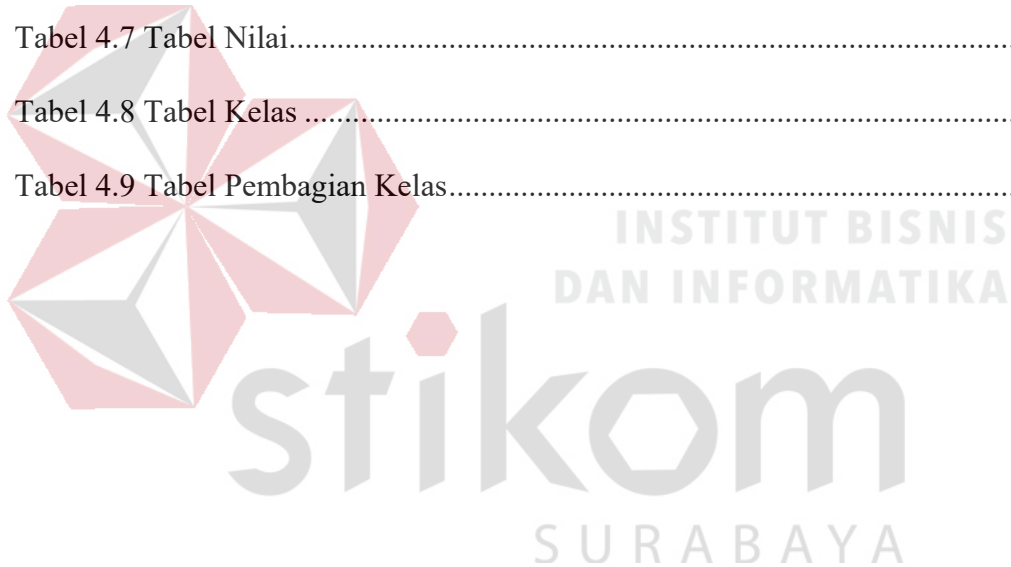 Tabel 4.7 Tabel Nilai..........................................................................................
Tabel 4.8 Tabel Kelas ........................................................................................
Tabel 4.9 Tabel Pembagian Kelas......................................................................
INSTITUT BISNIS
DAN INFORMATIKA
stikom
SURABAYA